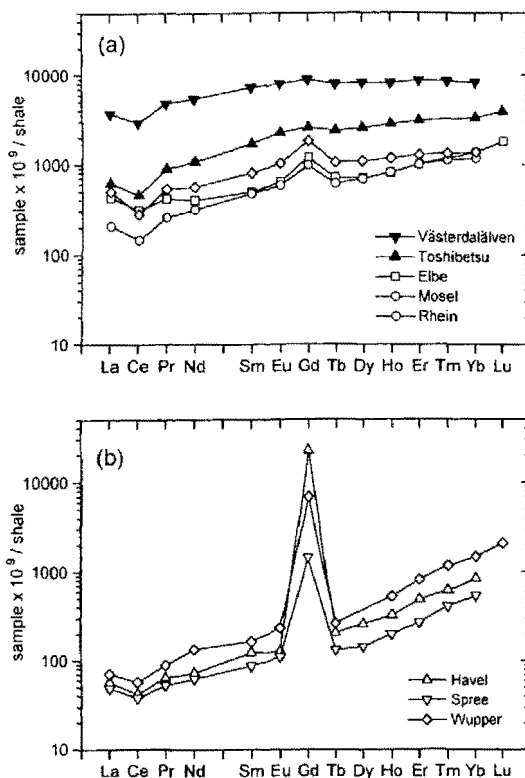 (a)
10000
1000
100
10
sample x 10⁹ / shale
Västerdalälven
Toshibetsu
Elbe
Mosel
Rhein
La Ce Pr Nd Sm Eu Gd Tb Dy Ho Er Tm Yb Lu
(b)
10000
1000
100
10
sample x 10⁹ / shale
Havel
Spree
Wupper
La Ce Pr Nd Sm Eu Gd Tb Dy Ho Er Tm Yb Lu